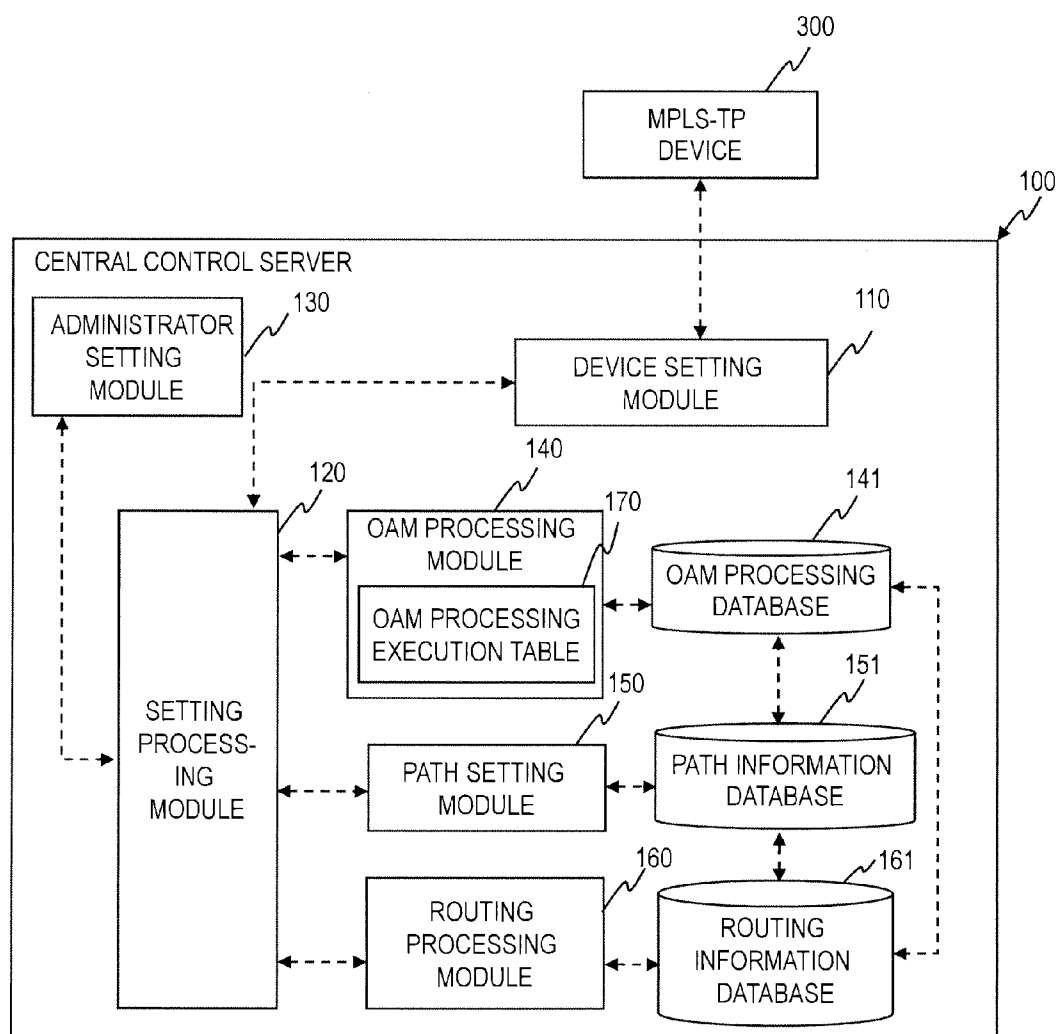 300
MPLS-TP
DEVICE
100
CENTRAL CONTROL SERVER
130
ADMINISTRATOR
SETTING
MODULE
110
DEVICE SETTING
MODULE
120
SETTING
PROCESS-
ING
MODULE
140
OAM PROCESSING
MODULE
170
OAM PROCESSING
EXECUTION TABLE
141
OAM PROCESSING
DATABASE
150
PATH SETTING
MODULE
151
PATH INFORMATION
DATABASE
160
ROUTING
PROCESSING
MODULE
161
ROUTING
INFORMATION
DATABASE